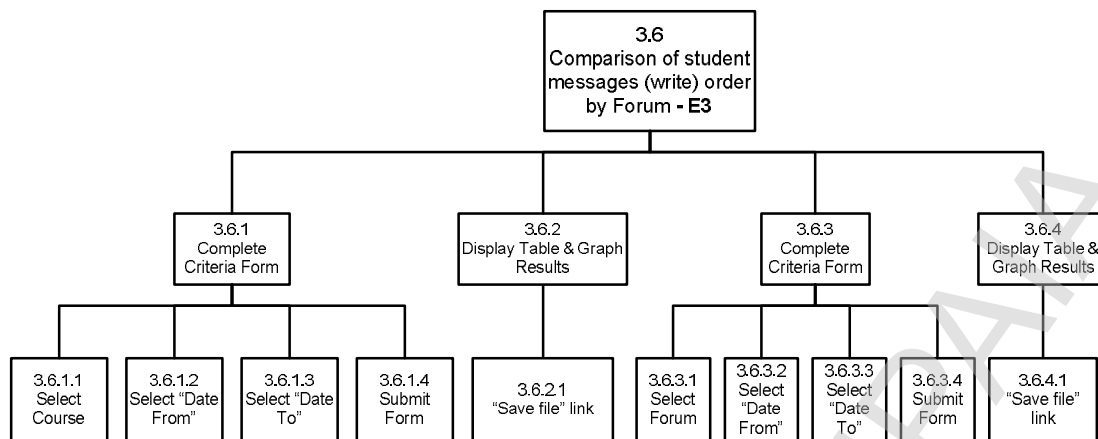 3.6
Comparison of student
messages (write) order
by Forum - E3
3.6.1
Complete
Criteria Form
3.6.2
Display Table & Graph
Results
3.6.3
Complete
Criteria Form
3.6.4
Display Table &
Graph Results
3.6.1.1
Select
Course
3.6.1.2
Select “Date
From”
3.6.1.3
Select “Date
To”
3.6.1.4
Submit
Form
3.6.2.1
“Save file” link
3.6.3.1
Select
Forum
3.6.3.2
Select
“Date
From”
3.6.3.3
Select
“Date
To”
3.6.3.4
Submit
Form
3.6.4.1
“Save file”
link